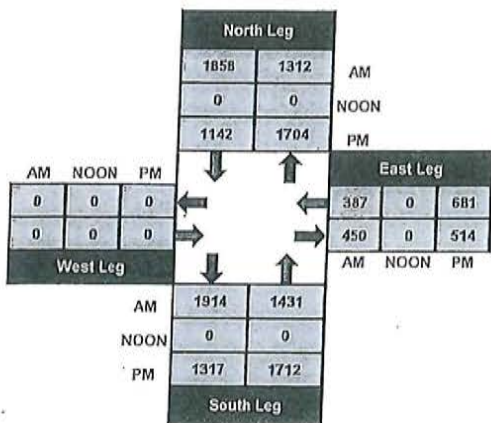 North Leg
1858 1312 AM
0 0 NOON
1142 1704 PM
AM NOON PM
East Leg
0 0 0
387 0 681
0 0 0
450 0 514
West Leg
AM NOON PM
AM 1914 1431
NOON 0 0
PM 1317 1712
South Leg